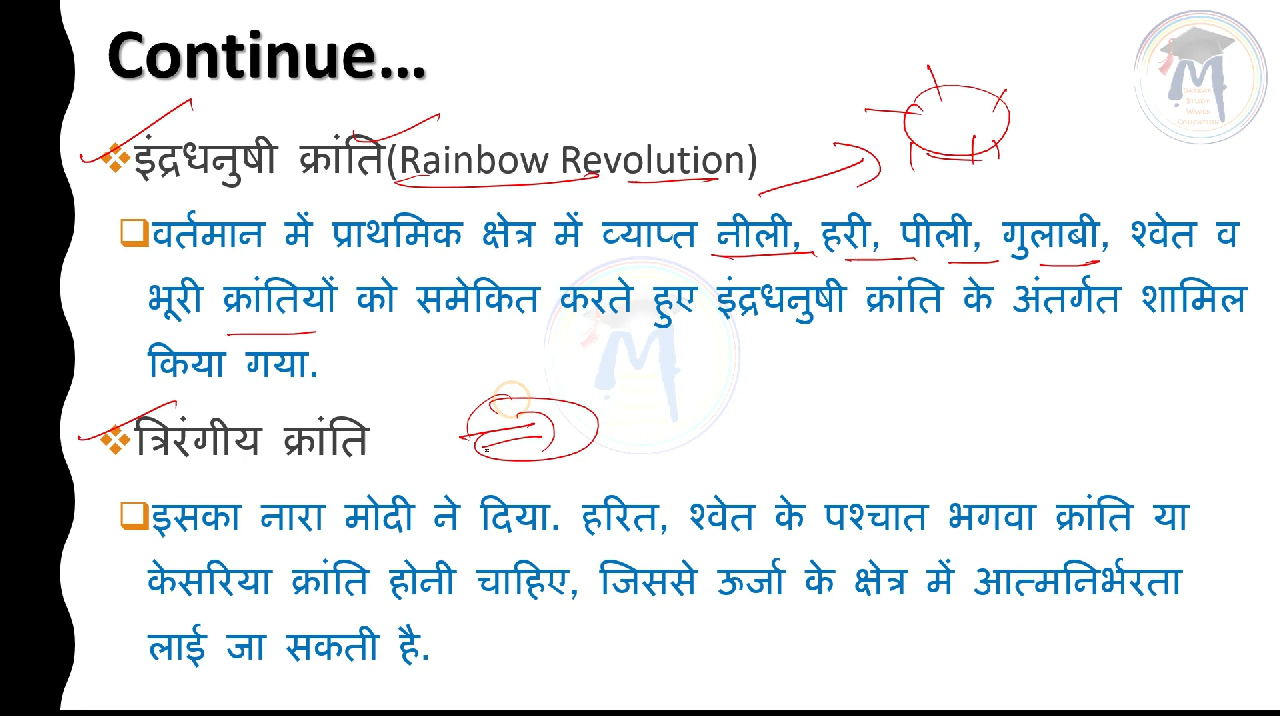 Continue...
इंद्रधनुषी क्रांति(Rainbow Revolution)
वर्तमान में प्राथमिक क्षेत्र में व्याप्त नीली, हरी, पीली, गुलाबी, श्वेत व
भूरी क्रांतियों को समेकित करते हुए इंद्रधनुषी क्रांति के अंतर्गत शामिल
किया गया.
त्रिरंगीय क्रांति
इसका नारा मोदी ने दिया. हरित, श्वेत के पश्चात भगवा क्रांति या
केसरिया क्रांति होनी चाहिए, जिससे ऊर्जा के क्षेत्र में आत्मनिर्भरता
लाई जा सकती है.